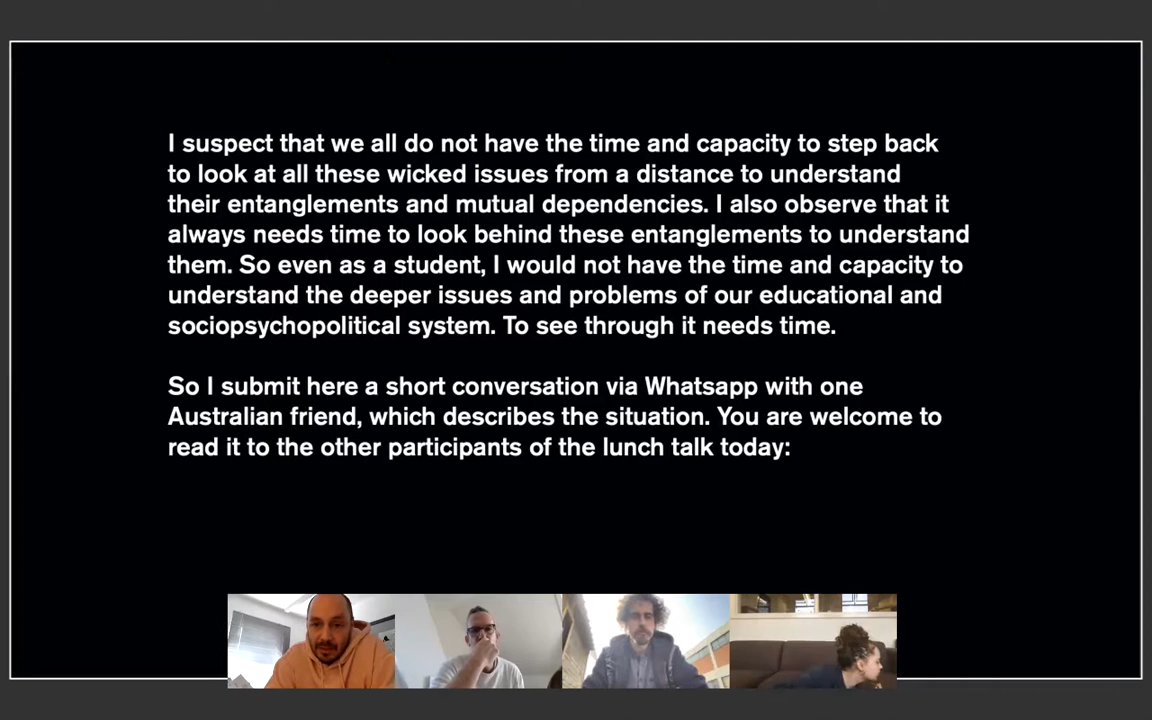 I suspect that we all do not have the time and capacity to step back
to look at all these wicked issues from a distance to understand
their entanglements and mutual dependencies. I also observe that it
always needs time to look behind these entanglements to understand
them. So even as a student, I would not have the time and capacity to
understand the deeper issues and problems of our educational and
sociopsychopolitical system. To see through it needs time.
So I submit here a short conversation via Whatsapp with one
Australian friend, which describes the situation. You are welcome to
read it to the other participants of the lunch talk today: